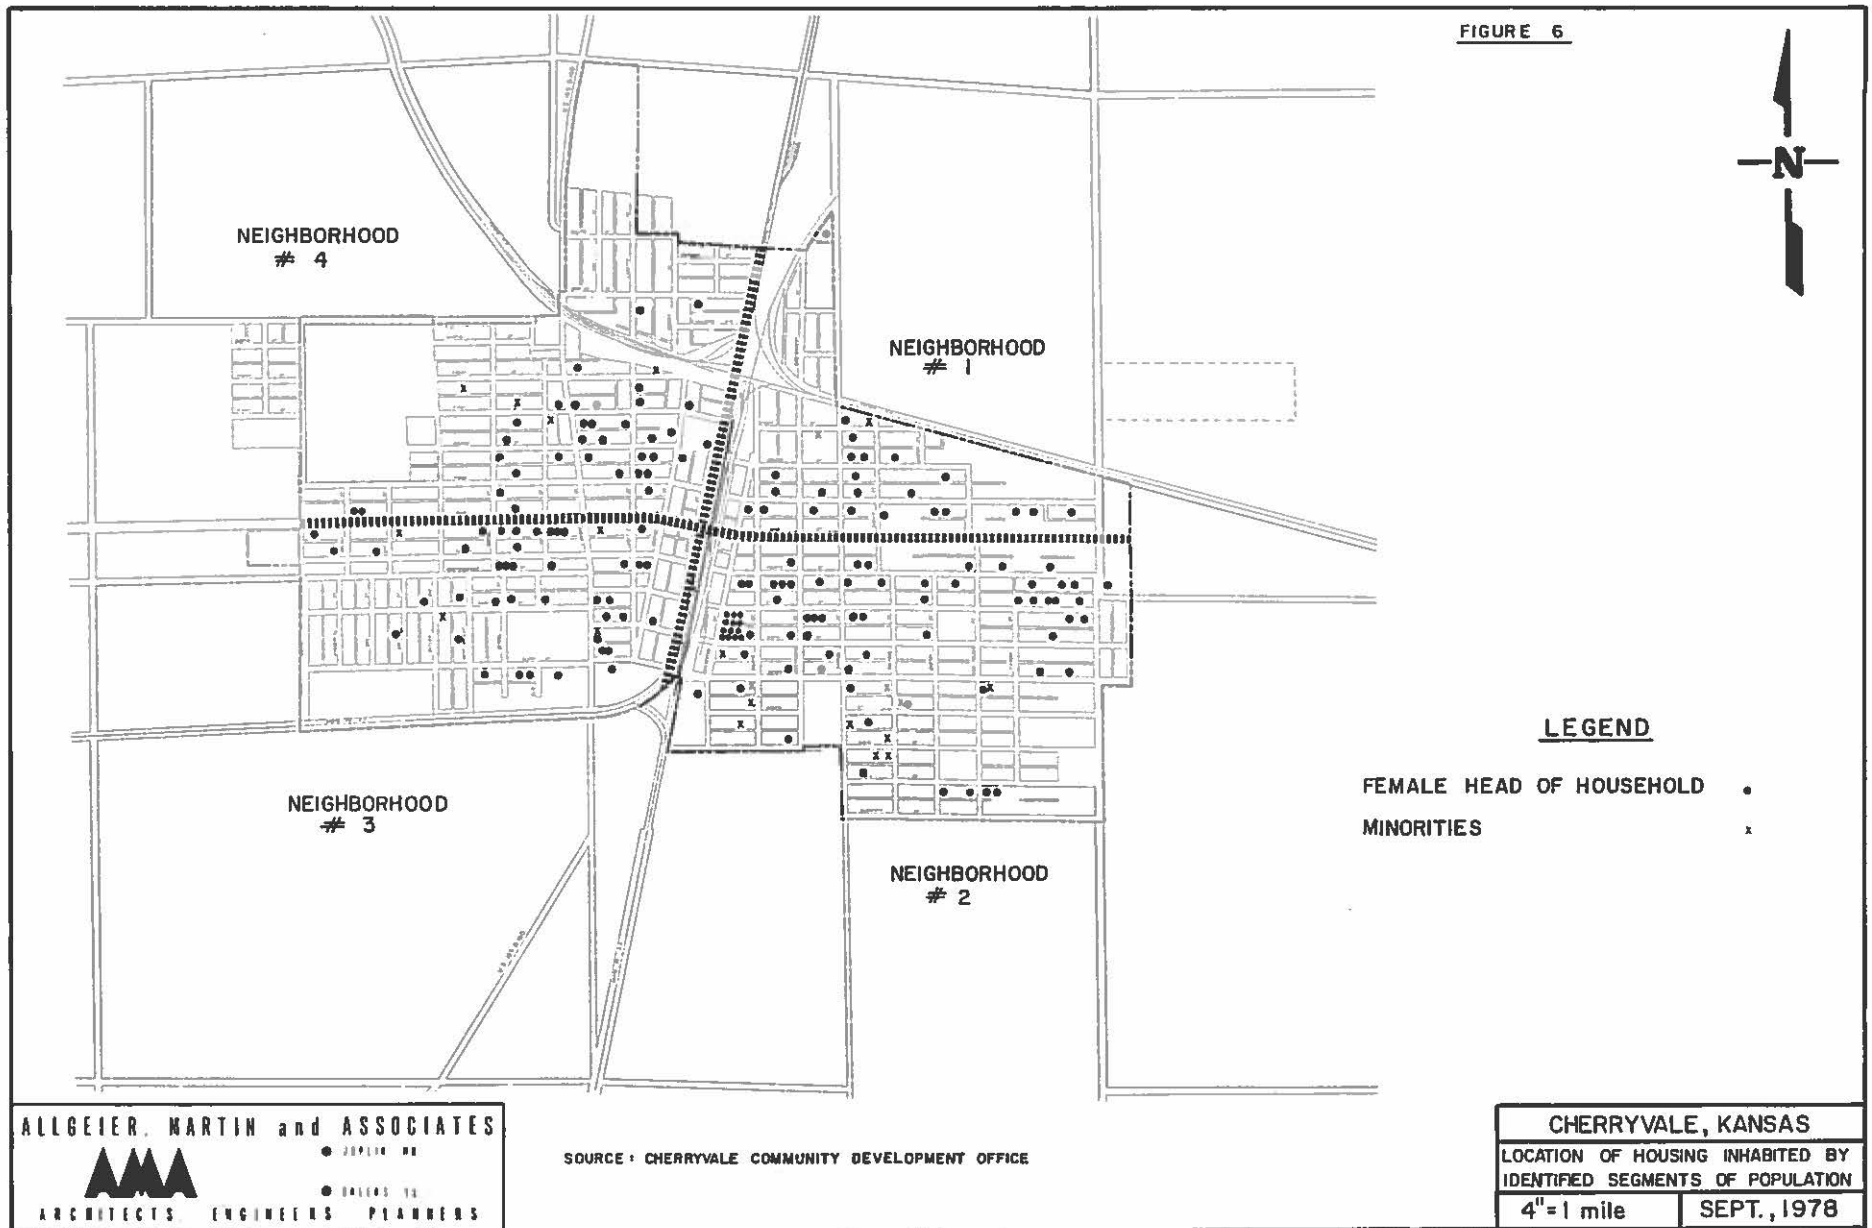 FIGURE 6
N
NEIGHBORHOOD
# 4
NEIGHBORHOOD
# 1
LEGEND
FEMALE HEAD OF HOUSEHOLD •
MINORITIES x
NEIGHBORHOOD
# 3
NEIGHBORHOOD
# 2
ALLGEIER, MARTIN and ASSOCIATES
AMA
ARCHITECTS ENGINEERS PLANNERS
SOURCE : CHERRYVALE COMMUNITY DEVELOPMENT OFFICE
CHERRYVALE, KANSAS
LOCATION OF HOUSING INHABITED BY
IDENTIFIED SEGMENTS OF POPULATION
4"=1 mile
SEPT., 1978